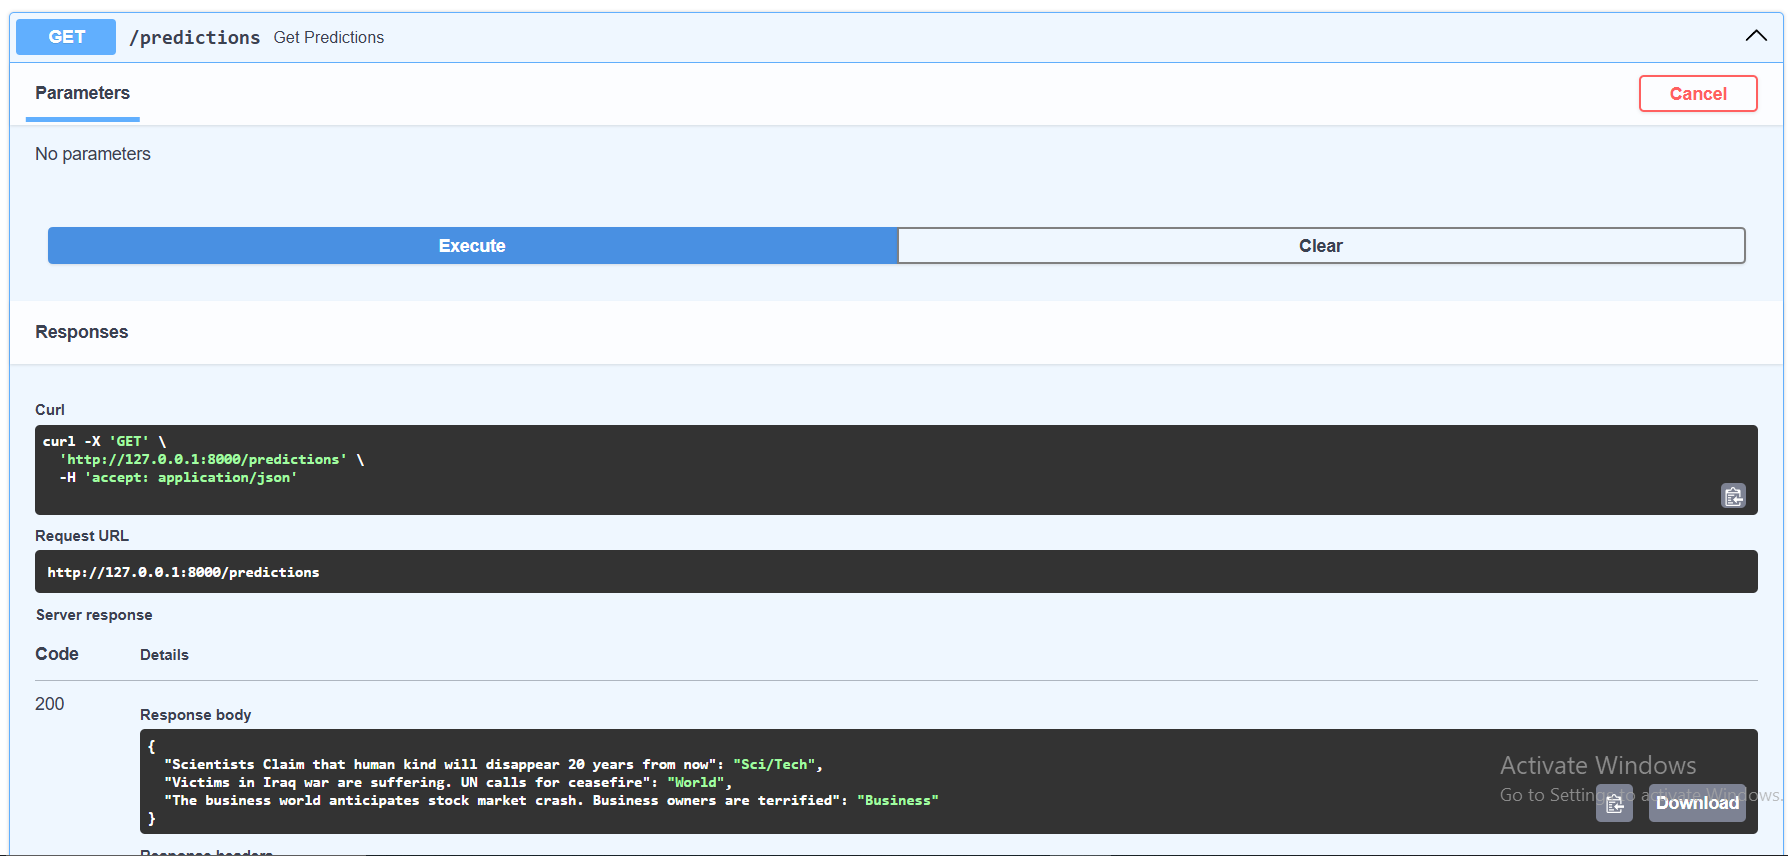 GET /predictions Get Predictions
Parameters
Cancel
No parameters
Execute
Clear
Responses
Curl
curl -X 'GET' \
'http://127.0.0.1:8000/predictions' \
-H 'accept: application/json'
Request URL
http://127.0.0.1:8000/predictions
Server response
Code Details
200
Response body
{
"Scientists Claim that human kind will disappear 20 years from now": "Sci/Tech",
"Victims in Iraq war are suffering. UN calls for ceasefire": "World",
"The business world anticipates stock market crash. Business owners are terrified": "Business"
}
Activate Windows
Go to Settings to activate Windows.
Download
Response headers